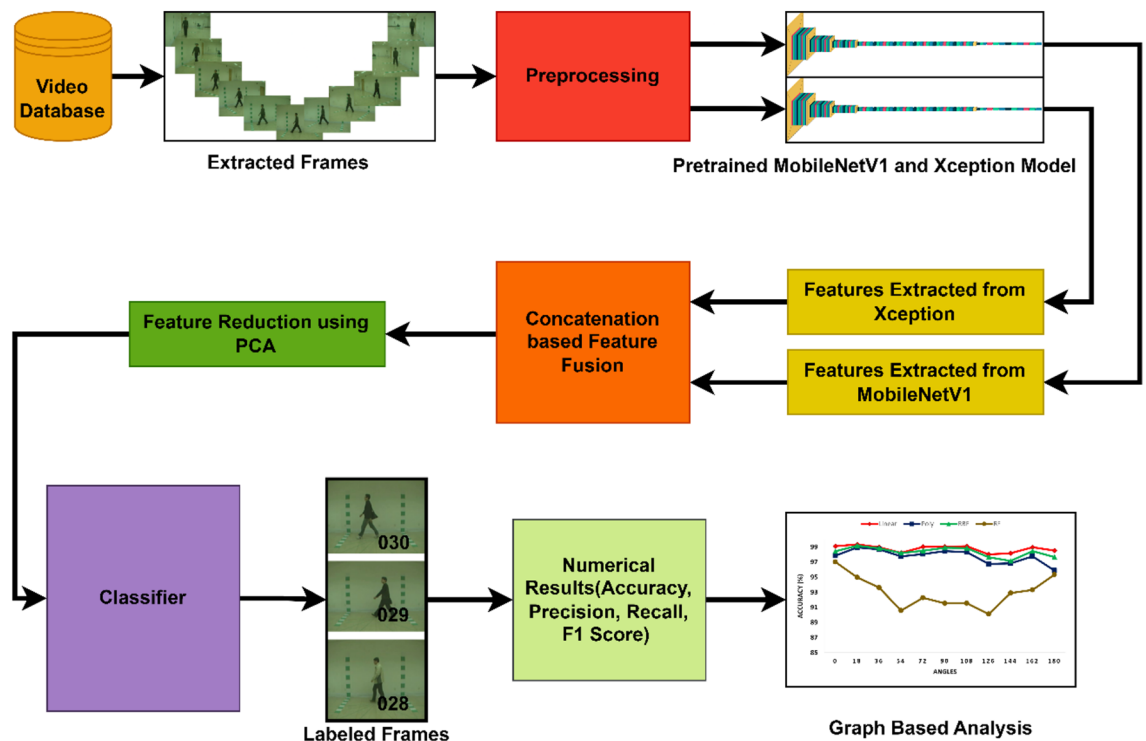 Video
Database
Extracted Frames
Preprocessing
Pretrained MobileNetV1 and Xception Model
Features Extracted from
Xception
Features Extracted from
MobileNetV1
Concatenation
based Feature
Fusion
Feature Reduction using
PCA
Classifier
030
029
028
Labeled Frames
Numerical
Results(Accuracy,
Precision, Recall,
F1 Score)
Linear Poly RBF RF
ACCURACY (%)
99
97
95
93
91
89
87
85
0 18 36 54 72 90 108 126 144 162 180
ANGLES
Graph Based Analysis